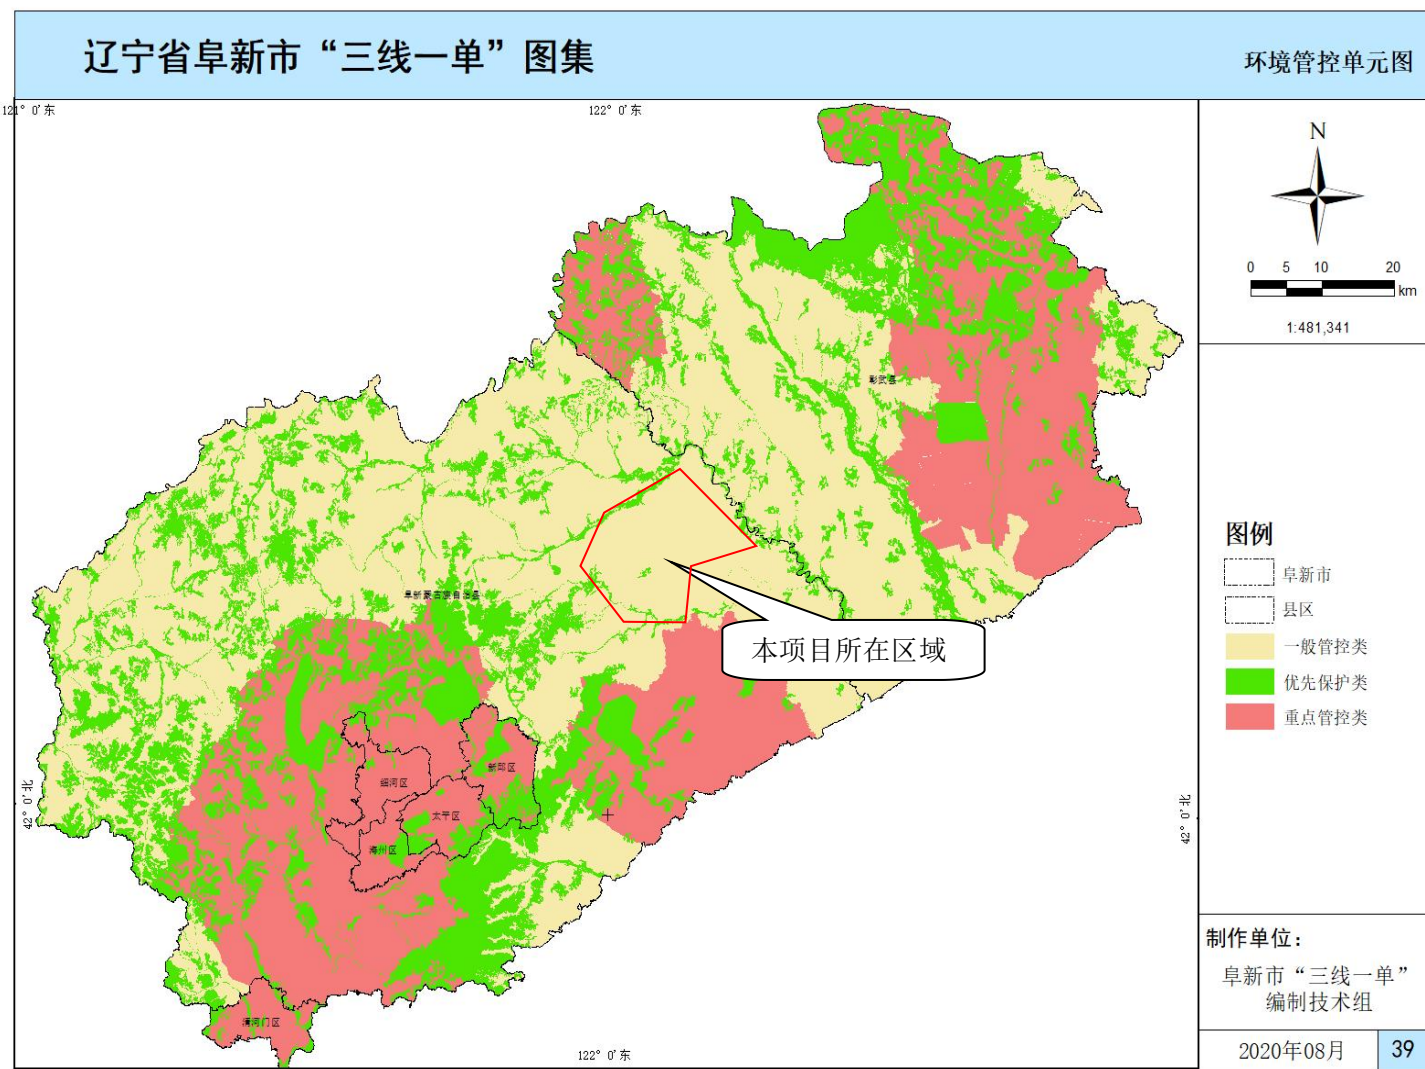 辽宁省阜新市“三线一单”图集
环境管控单元图
121° 0′东
122° 0′东
N
0 5 10 20
km
1:481,341
彰武县
阜新蒙古族自治县
本项目所在区域
新邱区
细河区
太平区
海州区
清河门区
42° 0′北
42° 0′北
122° 0′东
图例
阜新市
县区
一般管控类
优先保护类
重点管控类
制作单位：
阜新市“三线一单”
编制技术组
2020年08月
39